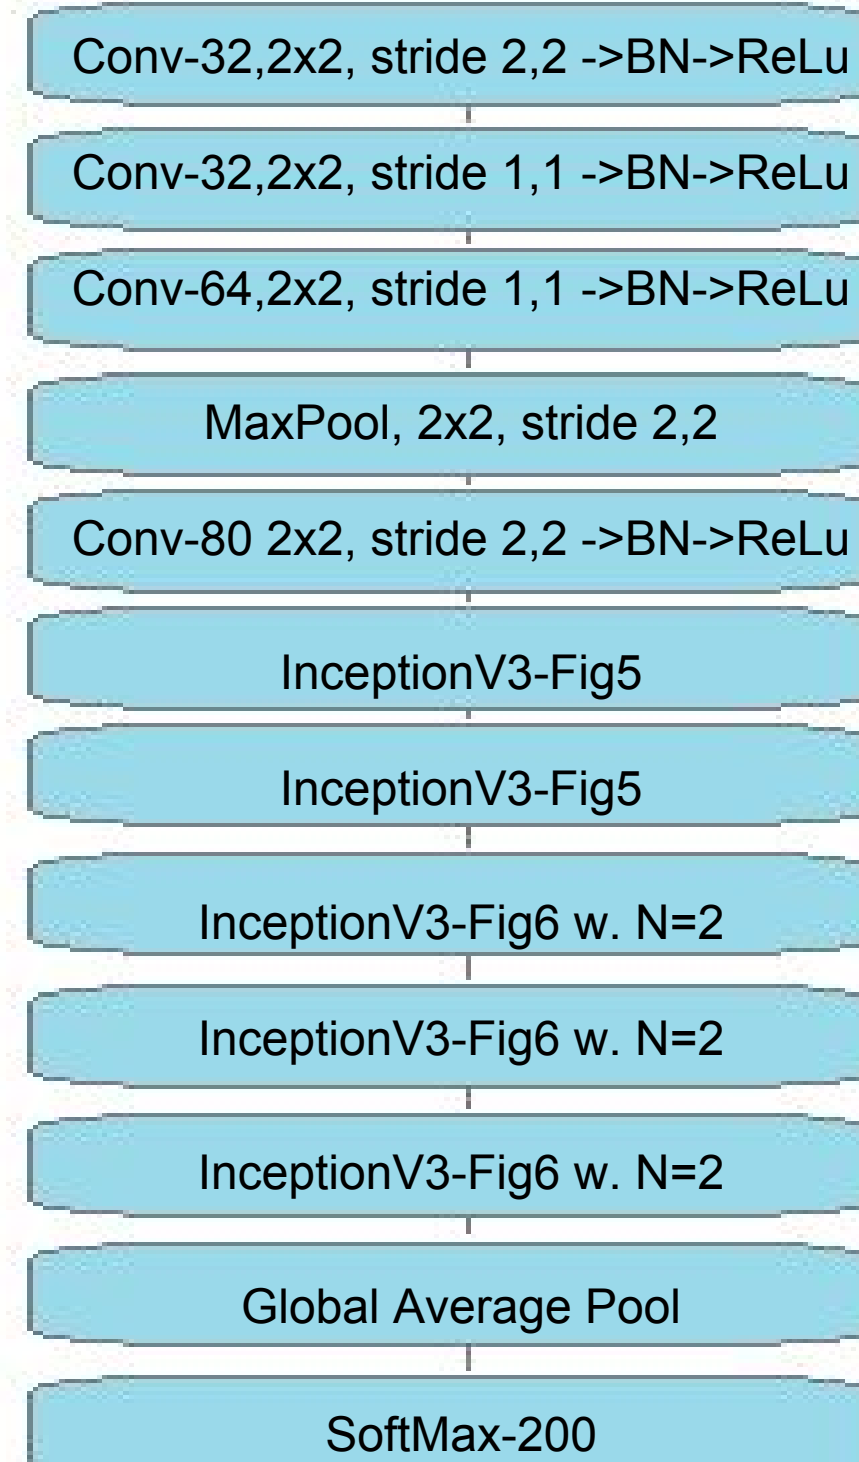 Conv-32,2x2, stride 2,2 ->BN->ReLu
Conv-32,2x2, stride 1,1 ->BN->ReLu
Conv-64,2x2, stride 1,1 ->BN->ReLu
MaxPool, 2x2, stride 2,2
Conv-80 2x2, stride 2,2 ->BN->ReLu
InceptionV3-Fig5
InceptionV3-Fig5
InceptionV3-Fig6 w. N=2
InceptionV3-Fig6 w. N=2
InceptionV3-Fig6 w. N=2
Global Average Pool
SoftMax-200